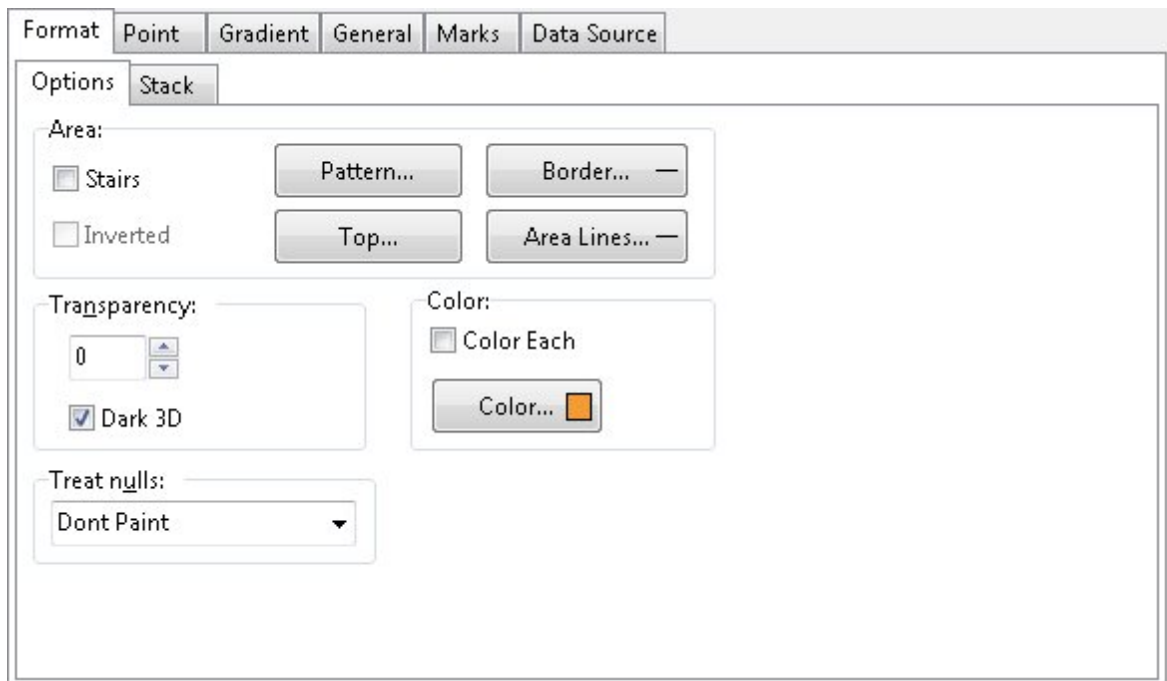 Format Point Gradient General Marks Data Source
Options Stack
Area:
Stairs Pattern... Border...
Inverted Top... Area Lines...
Transparency: Color:
0 Color Each
Dark 3D Color...
Treat nulls:
Dont Paint